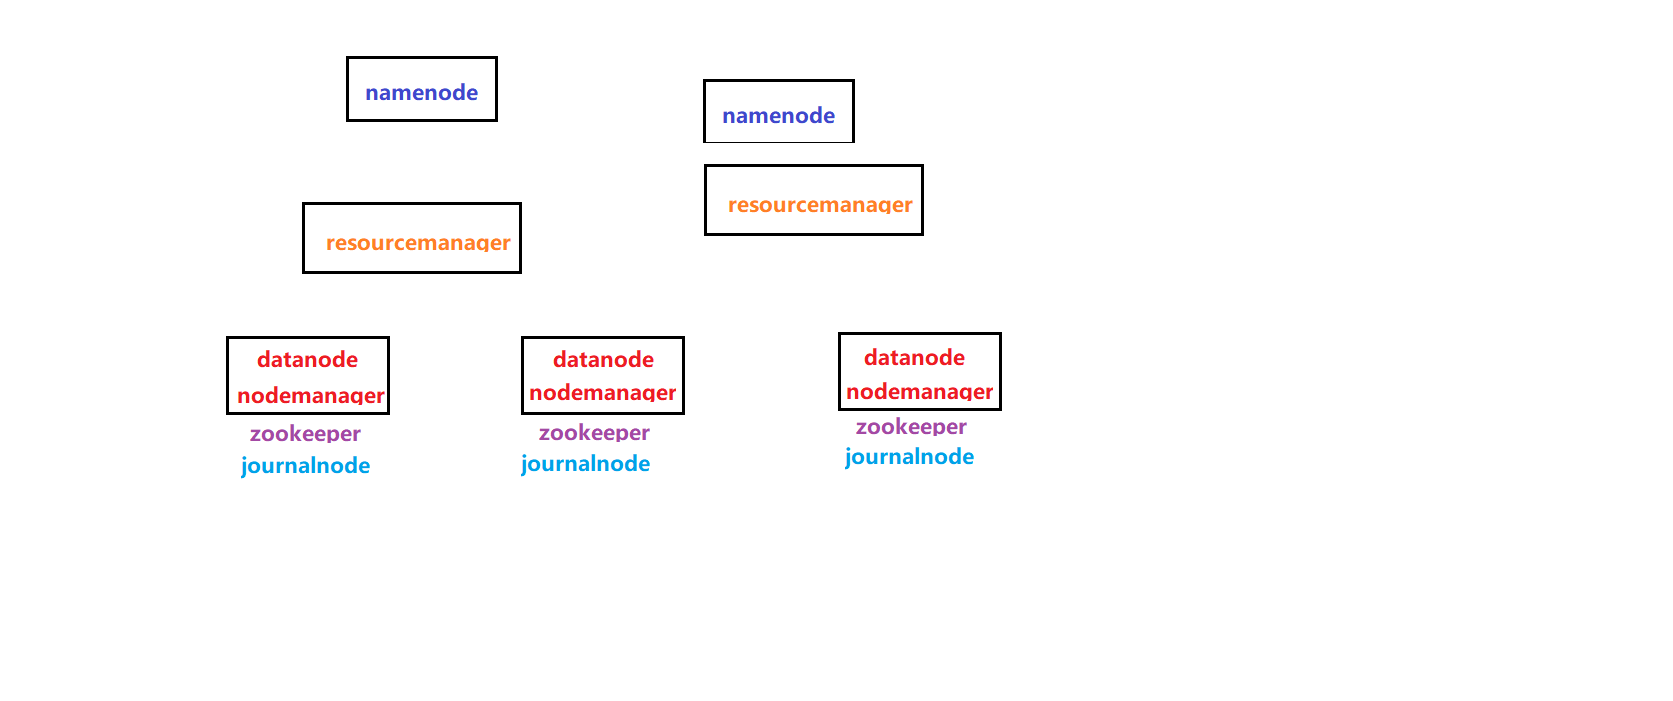 namenode
namenode
resourcemanager
resourcemanager
datanode
nodemanager
zookeeper
journalnode
datanode
nodemanager
zookeeper
journalnode
datanode
nodemanager
zookeeper
journalnode